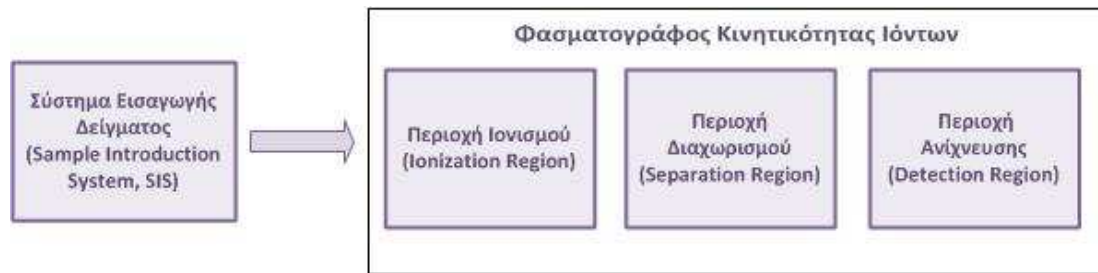 Φασματογράφος Κινητικότητας Ιόντων
Σύστημα Εισαγωγής
Δείγματος
(Sample Introduction
System, SIS)
Περιοχή Ιονισμού
(Ionization Region)
Περιοχή
Διαχωρισμού
(Separation Region)
Περιοχή
Ανίχνευσης
(Detection Region)